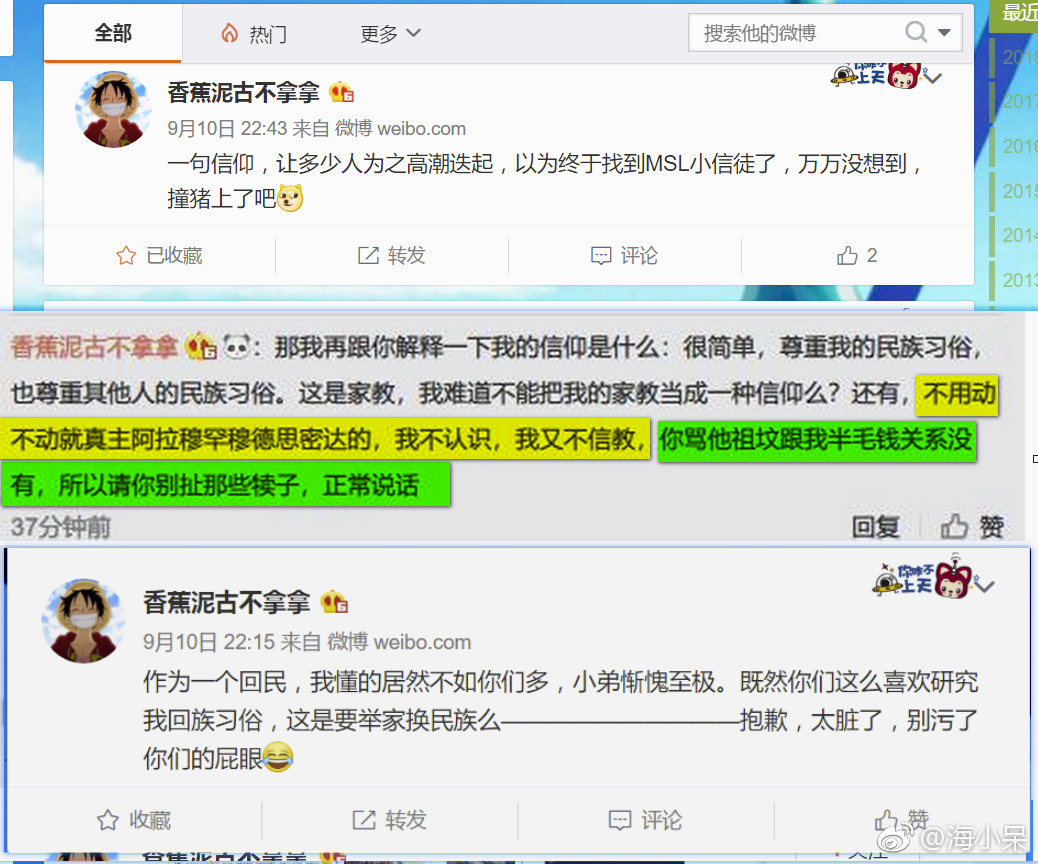 全部
热门
更多
搜索他的微博
最近
2018
2017
2016
2015
2014
2013
你咋不
上天
香蕉泥古不拿拿
9月10日 22:43 来自 微博 weibo.com
一句信仰，让多少人为之高潮迭起，以为终于找到MSL小信徒了，万万没想到，
撞猪上了吧
已收藏
转发
评论
2
香蕉泥古不拿拿：那我再跟你解释一下我的信仰是什么：很简单，尊重我的民族习俗，
也尊重其他人的民族习俗。这是家教，我难道不能把我的家教当成一种信仰么？还有，不用动
不动就真主阿拉穆罕穆德思密达的，我不认识，我又不信教，你骂他祖坟跟我半毛钱关系没
有，所以请你别扯那些犊子，正常说话
37分钟前
回复
赞
你咋不
上天
香蕉泥古不拿拿
9月10日 22:15 来自 微博 weibo.com
作为一个回民，我懂的居然不如你们多，小弟惭愧至极。既然你们这么喜欢研究
我回族习俗，这是要举家换民族么——————————抱歉，太脏了，别污了
你们的屁眼
收藏
转发
评论
赞
@海小呆
香蕉泥古不拿拿